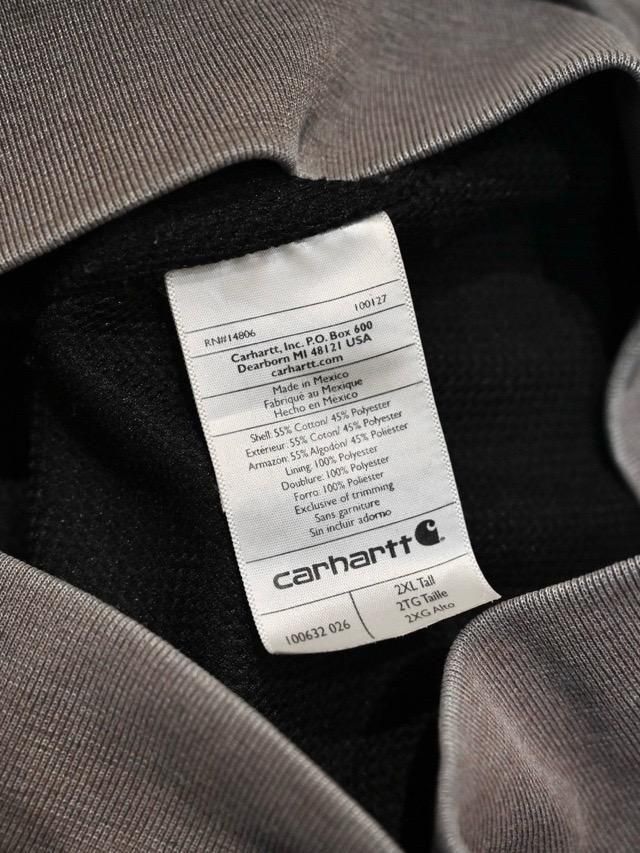 RN#14806 100127
Carhartt, Inc. P.O. Box 600
Dearborn MI 48121 USA
carhartt.com
Made in Mexico
Fabriqué au Mexique
Hecho en Mexico
Shell: 55% Cotton/ 45% Polyester
Extérieur: 55% Coton/ 45% Polyester
Armazon: 55% Algodón/ 45% Poliéster
Lining: 100% Polyester
Doublure: 100% Polyester
Forro: 100% Poliester
Exclusive of trimming
Sans garniture
Sin incluir adorno
carhartt
100632 026
2XL Tall
2TG Taille
2XG Alto